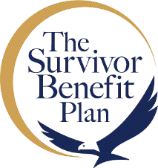 The
Survivor
Benefit
Plan